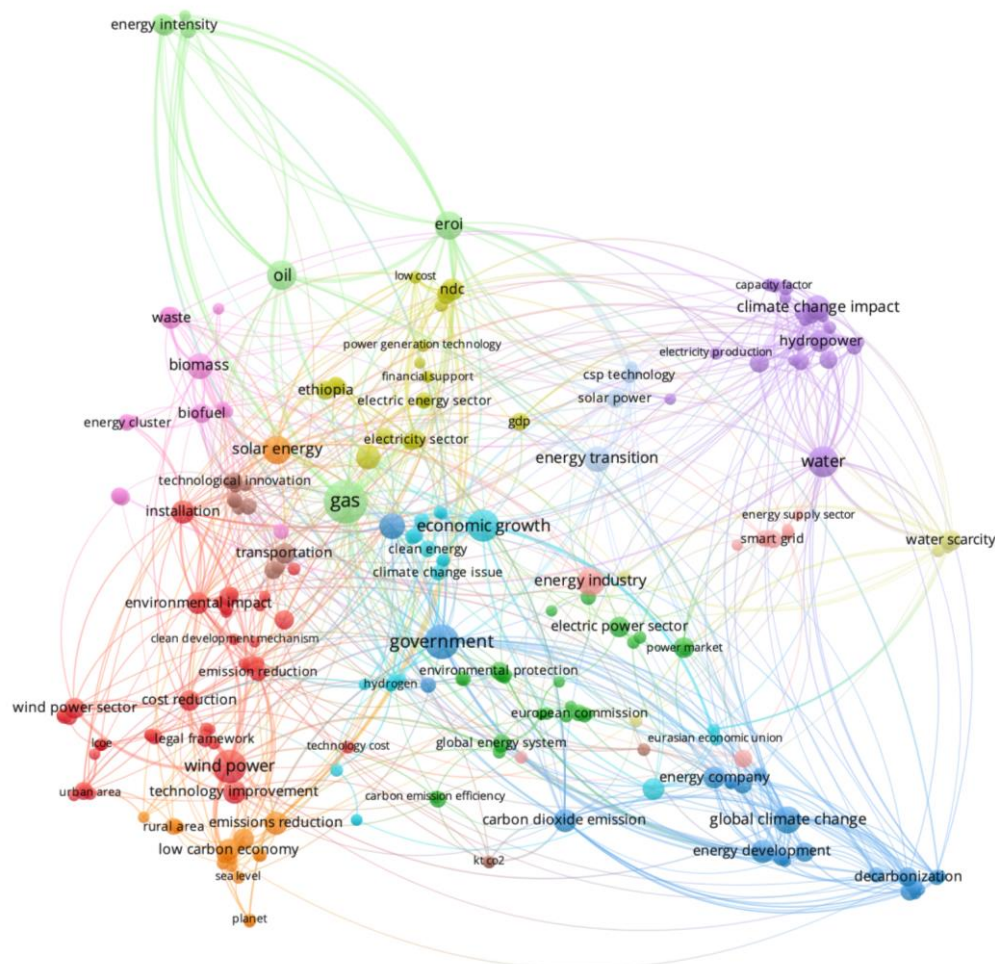 energy intensity
eroi
oil
low cost
ndc
capacity factor
climate change impact
waste
power generation technology
hydropower
electricity production
biomass
financial support
csp technology
ethiopia
electric energy sector
solar power
biofuel
energy cluster
gdp
electricity sector
solar energy
energy transition
water
technological innovation
gas
installation
energy supply sector
economic growth
smart grid
water scarcity
clean energy
transportation
climate change issue
energy industry
environmental impact
electric power sector
clean development mechanism
government
power market
emission reduction
environmental protection
hydrogen
cost reduction
wind power sector
european commission
legal framework
lcoe
technology cost
global energy system
eurasian economic union
wind power
energy company
urban area
technology improvement
carbon emission efficiency
rural area
emissions reduction
carbon dioxide emission
global climate change
low carbon economy
energy development
kt co2
sea level
decarbonization
planet